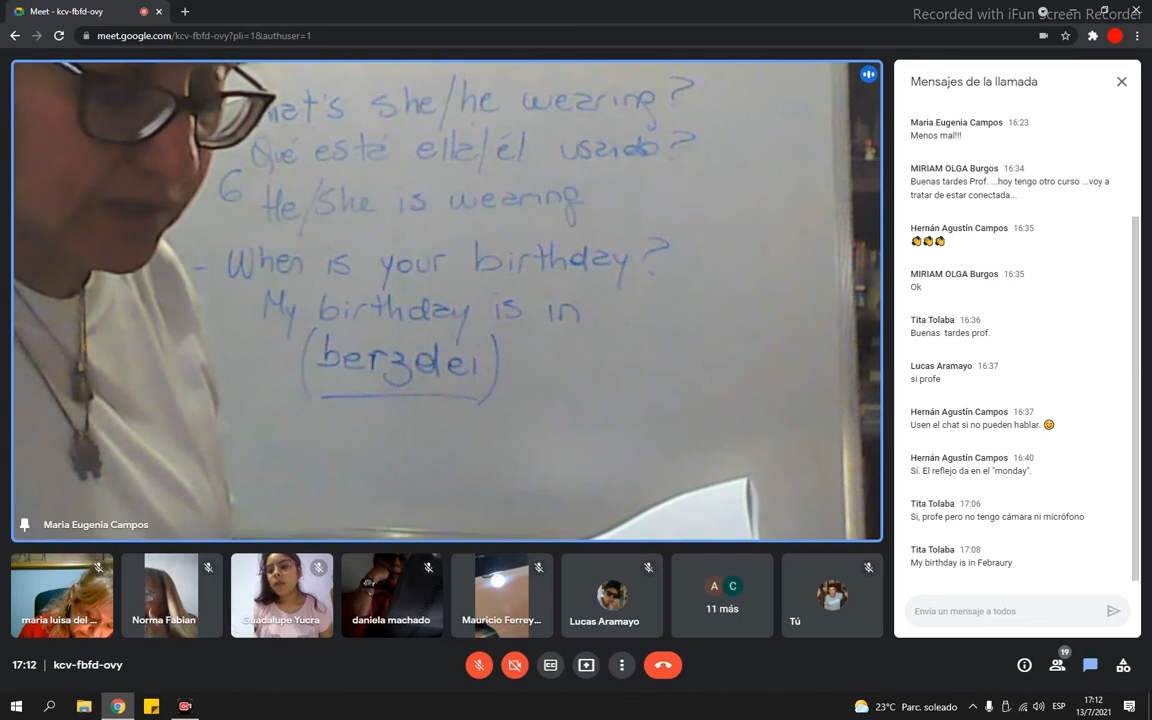 Meet - kcv-fbfd-ovy
Recorded with iFun Screen Recorder
meet.google.com/kcv-fbfd-ovy?pli=1&authuser=1
hat's she/he wearing?
Qué está ella/él usando?
6 He/She is wearing
- When is your birthday?
My birthday is in
(berzdei)
Maria Eugenia Campos
Mensajes de la llamada
Maria Eugenia Campos 16:23
Menos mal!!!
MIRIAM OLGA Burgos 16:34
Buenas tardes Prof. ...hoy tengo otro curso ...voy a
tratar de estar conectada...
Hernán Agustín Campos 16:35
👏👏👏
MIRIAM OLGA Burgos 16:35
Ok
Tita Tolaba 16:36
Buenas tardes prof.
Lucas Aramayo 16:37
si profe
Hernán Agustín Campos 16:37
Usen el chat si no pueden hablar. 😉
Hernán Agustín Campos 16:40
Sí. El reflejo da en el "monday".
Tita Tolaba 17:06
Si, profe pero no tengo cámara ni micrófono
Tita Tolaba 17:08
My birthday is in Febraury
Envía un mensaje a todos
maria luisa del ...
Norma Fabian
Guadalupe Yucra
daniela machado
Mauricio Ferrey...
Lucas Aramayo
A C
11 más
Tú
17:12 kcv-fbfd-ovy
19
23°C Parc. soleado
ESP
17:12
13/7/2021